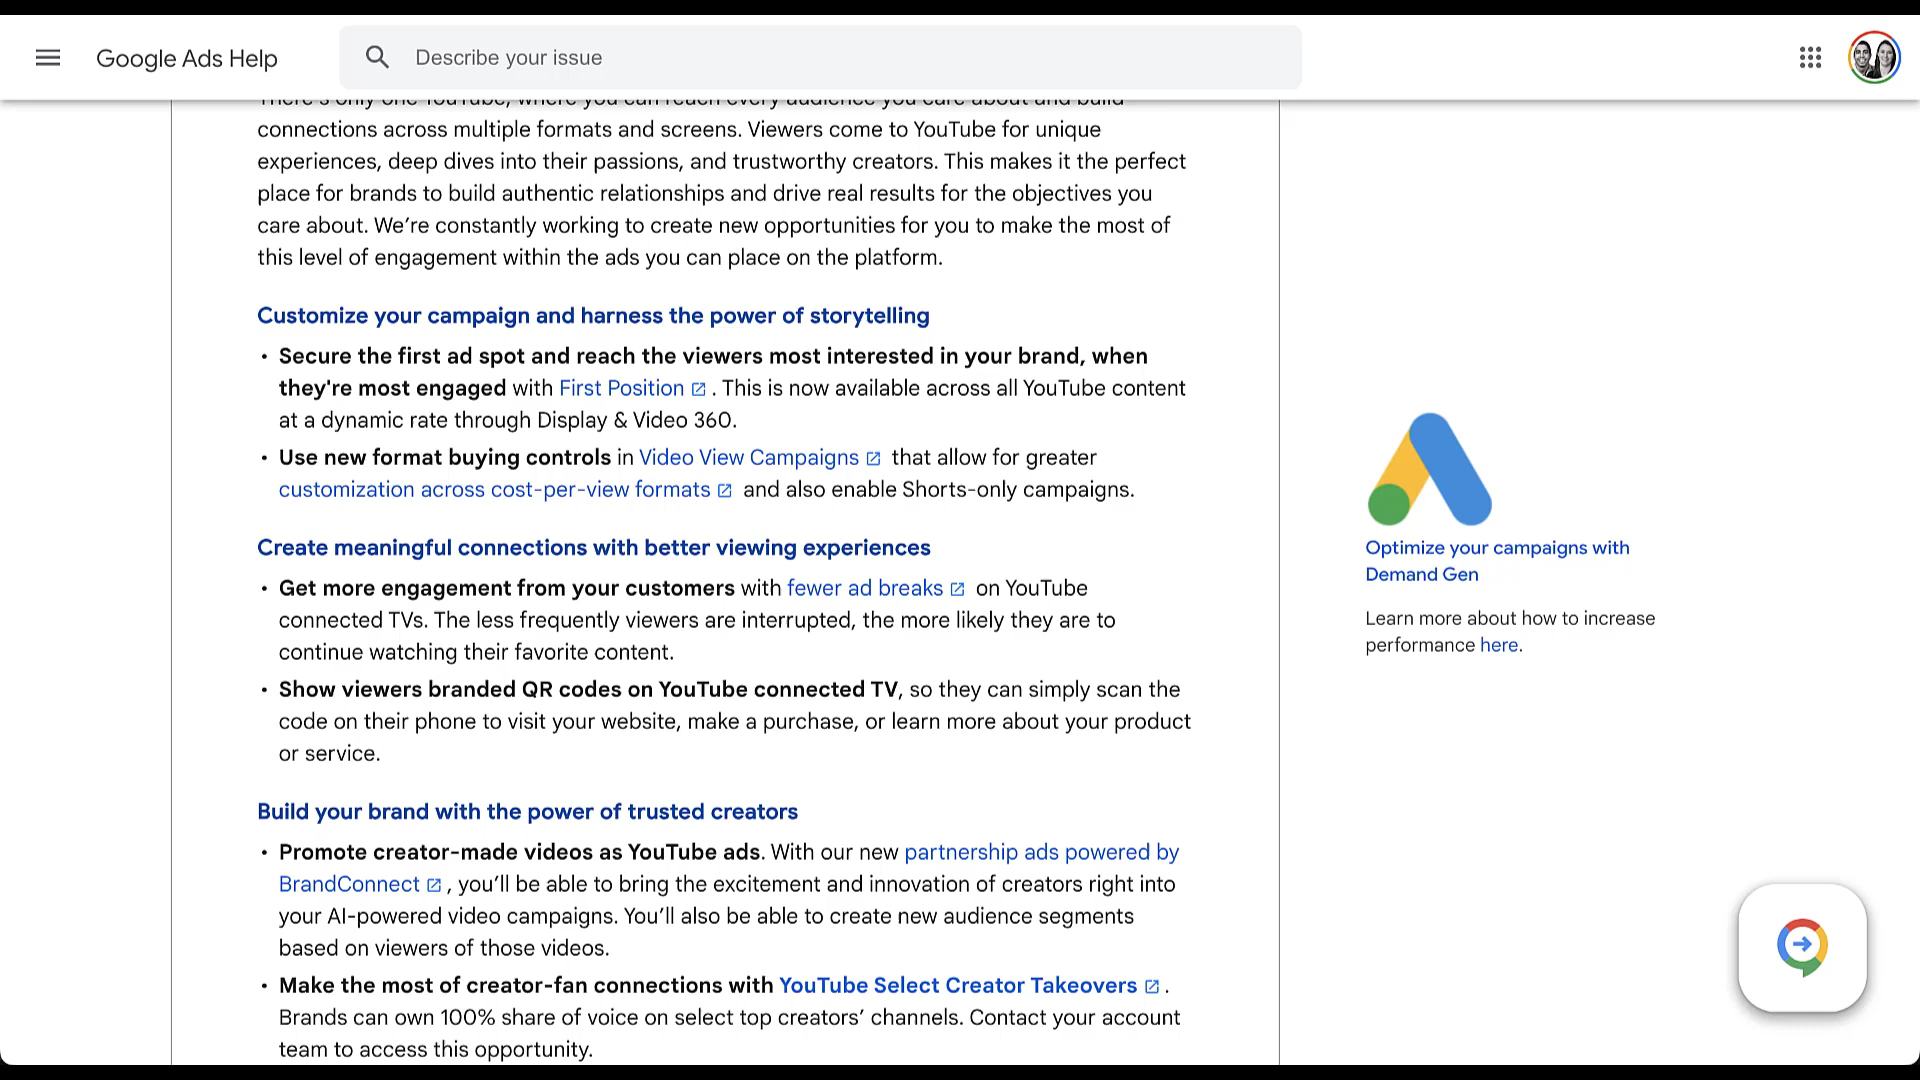 Google Ads Help
Describe your issue
There's only one YouTube, where you can reach every audience you care about and build
connections across multiple formats and screens. Viewers come to YouTube for unique
experiences, deep dives into their passions, and trustworthy creators. This makes it the perfect
place for brands to build authentic relationships and drive real results for the objectives you
care about. We’re constantly working to create new opportunities for you to make the most of
this level of engagement within the ads you can place on the platform.
Customize your campaign and harness the power of storytelling
• Secure the first ad spot and reach the viewers most interested in your brand, when
they're most engaged with First Position . This is now available across all YouTube content
at a dynamic rate through Display & Video 360.
• Use new format buying controls in Video View Campaigns that allow for greater
customization across cost-per-view formats and also enable Shorts-only campaigns.
Create meaningful connections with better viewing experiences
• Get more engagement from your customers with fewer ad breaks on YouTube
connected TVs. The less frequently viewers are interrupted, the more likely they are to
continue watching their favorite content.
• Show viewers branded QR codes on YouTube connected TV, so they can simply scan the
code on their phone to visit your website, make a purchase, or learn more about your product
or service.
Build your brand with the power of trusted creators
• Promote creator-made videos as YouTube ads. With our new partnership ads powered by
BrandConnect , you’ll be able to bring the excitement and innovation of creators right into
your AI-powered video campaigns. You’ll also be able to create new audience segments
based on viewers of those videos.
• Make the most of creator-fan connections with YouTube Select Creator Takeovers .
Brands can own 100% share of voice on select top creators’ channels. Contact your account
team to access this opportunity.
Optimize your campaigns with
Demand Gen
Learn more about how to increase
performance here.